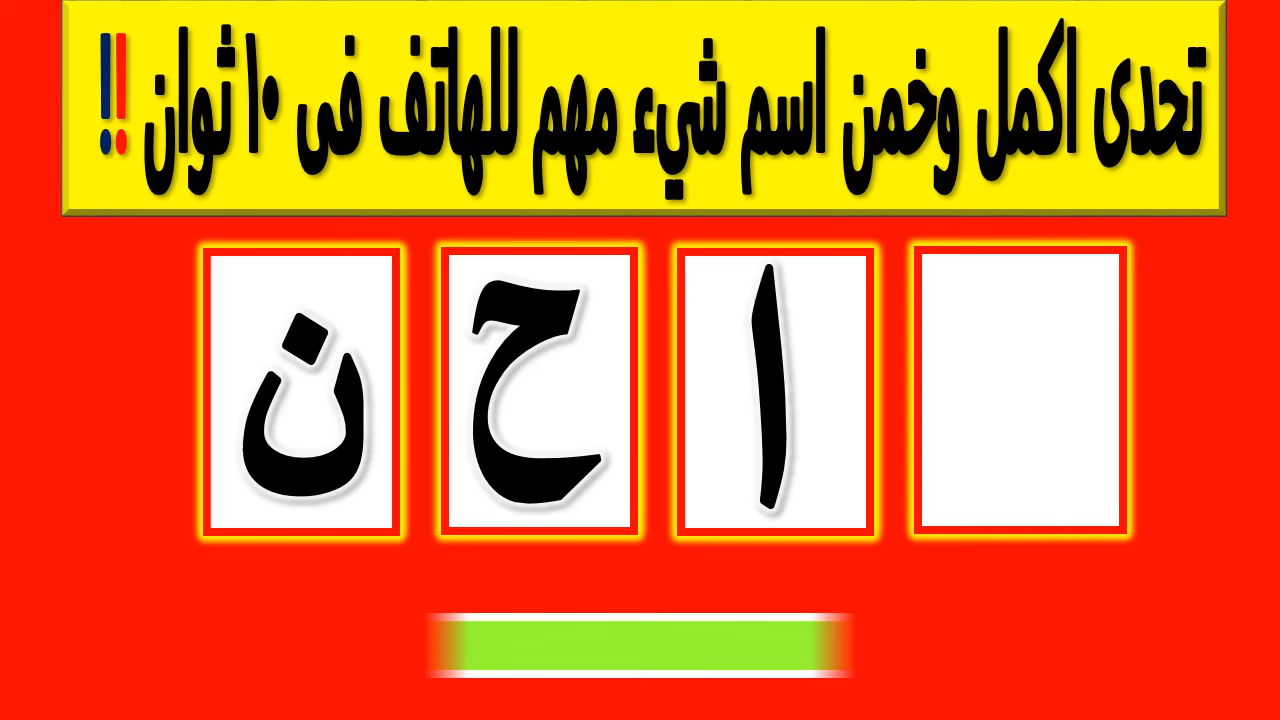 تحدى اكمل وخمن اسم شيء مهم للهاتف فى ١٠ ثوان !!
ا ح ن